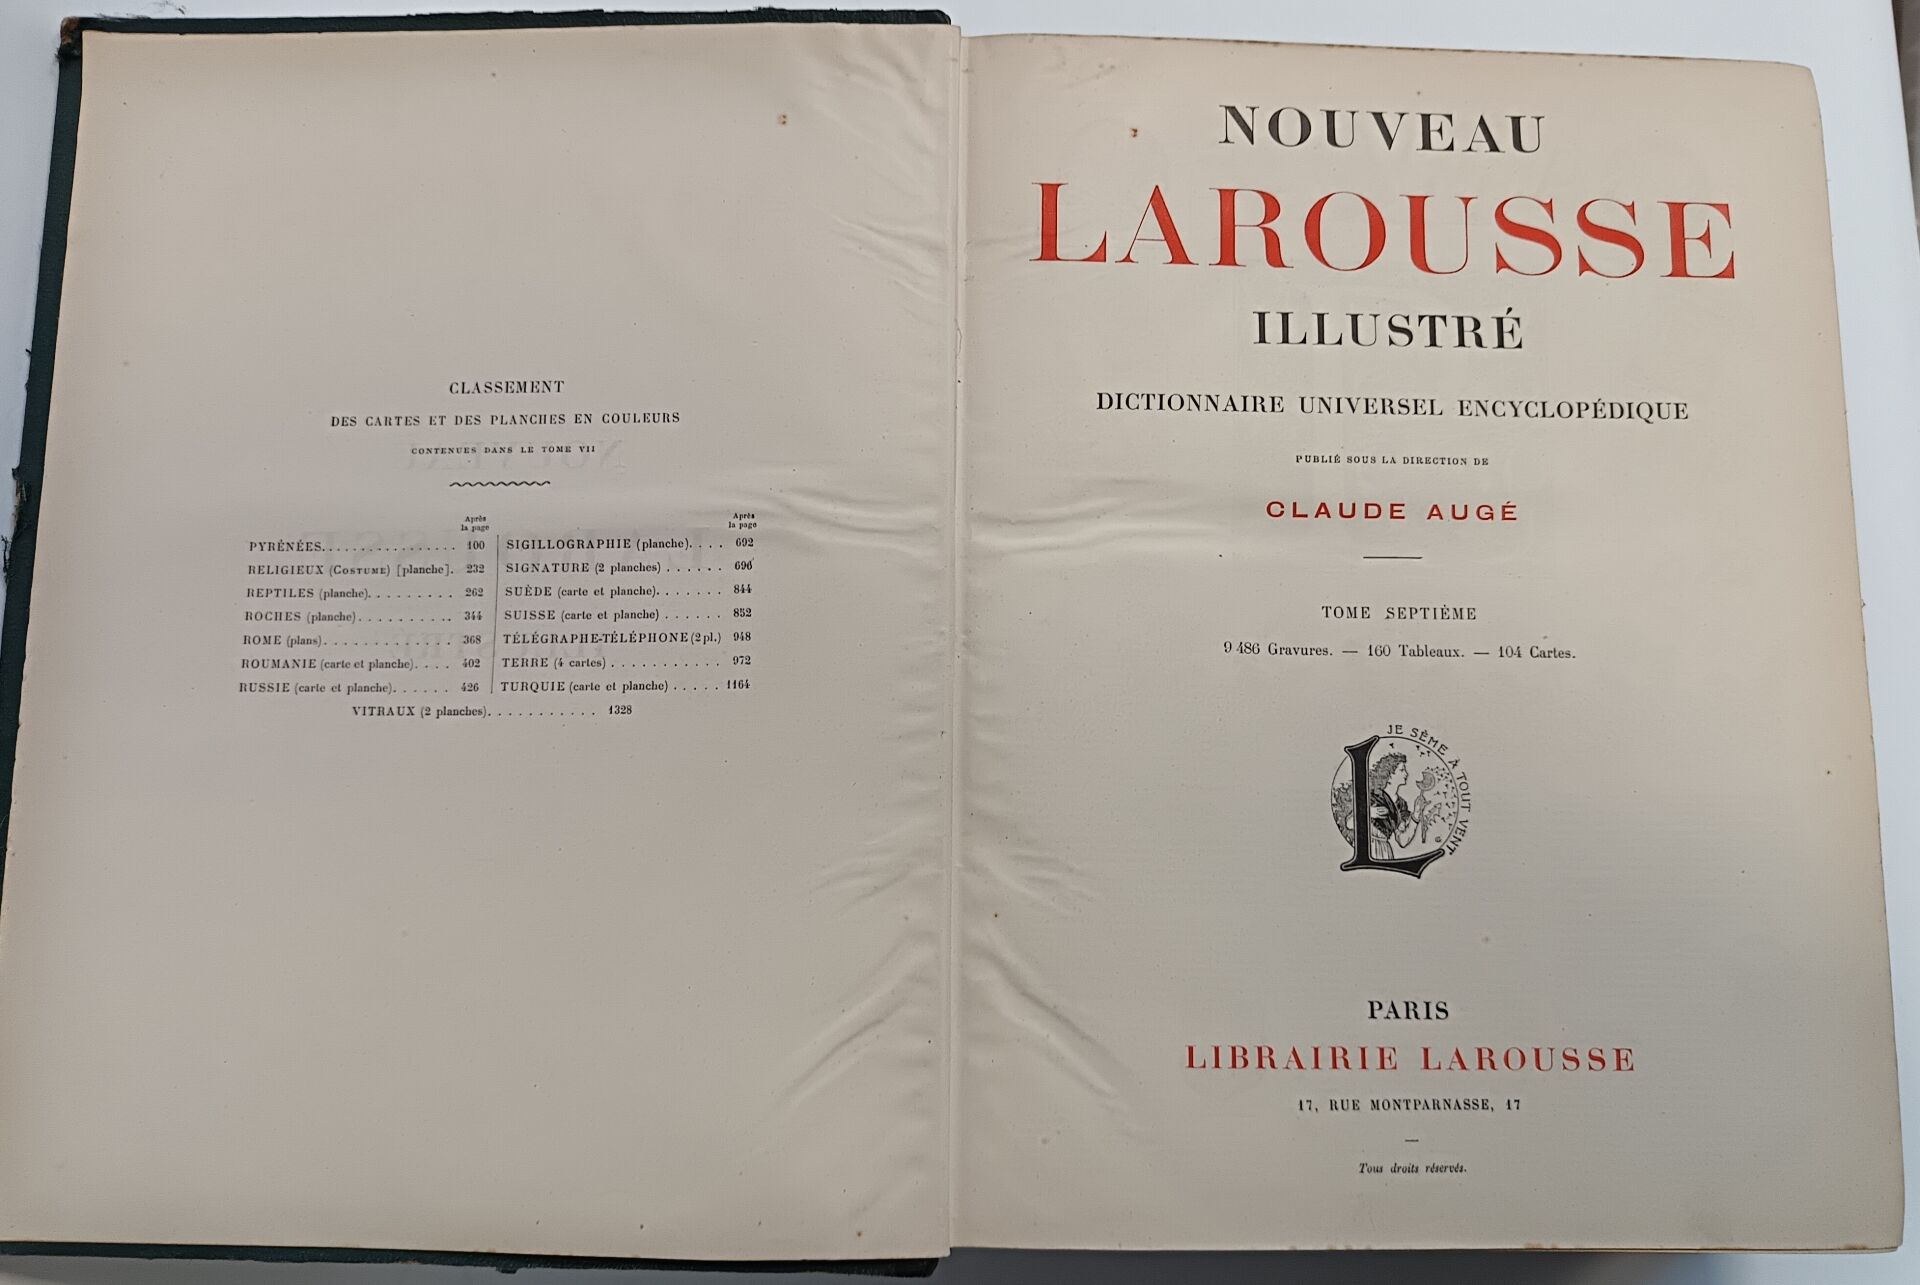 CLASSEMENT
DES CARTES ET DES PLANCHES EN COULEURS
CONTENUES DANS LE TOME VII
Après
la page
PYRÉNÉES................. 100
RELIGIEUX (COSTUME) [planche]. 232
REPTILES (planche)......... 262
ROCHES (planche)........... 344
ROME (plans).............. 368
ROUMANIE (carte et planche).... 402
RUSSIE (carte et planche)...... 426
Après
la page
SIGILLOGRAPHIE (planche).... 692
SIGNATURE (2 planches)...... 696
SUÈDE (carte et planche)....... 844
SUISSE (carte et planche)...... 852
TÉLÉGRAPHE-TÉLÉPHONE (2 pl.) 948
TERRE (4 cartes)........... 972
TURQUIE (carte et planche)..... 1164
VITRAUX (2 planches)........... 1328
NOUVEAU
LAROUSSE
ILLUSTRÉ
DICTIONNAIRE UNIVERSEL ENCYCLOPÉDIQUE
PUBLIÉ SOUS LA DIRECTION DE
CLAUDE AUGÉ
TOME SEPTIÈME
9 486 Gravures. — 160 Tableaux. — 104 Cartes.
JE SÈME À TOUT VENT
L
PARIS
LIBRAIRIE LAROUSSE
17, RUE MONTPARNASSE, 17
Tous droits réservés.